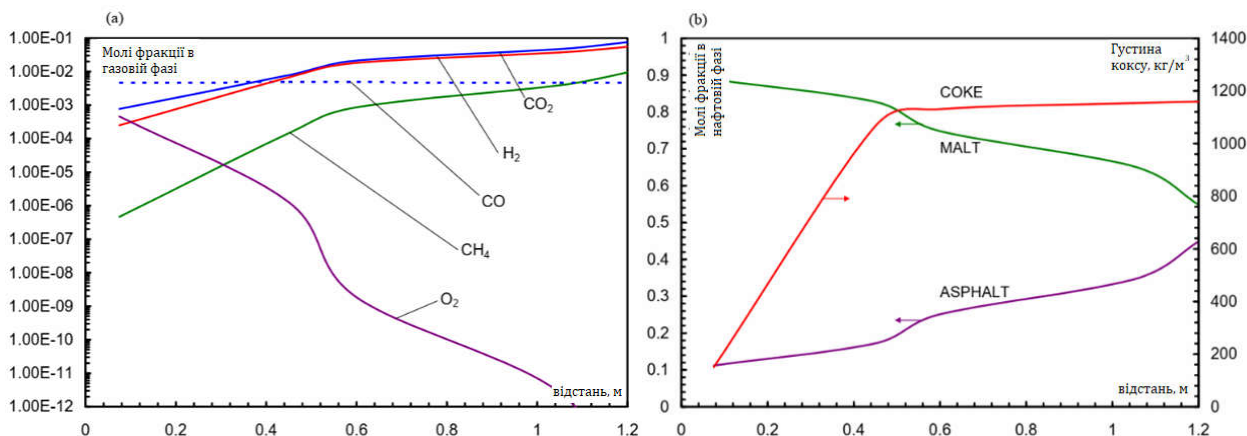 (a)
Молі фракції в
газовій фазі
1.00E-01
1.00E-02
1.00E-03
1.00E-04
1.00E-05
1.00E-06
1.00E-07
1.00E-08
1.00E-09
1.00E-10
1.00E-11
1.00E-12
CO₂
H₂
CO
CH₄
O₂
відстань, м
0 0.2 0.4 0.6 0.8 1 1.2
(b)
Молі фракції в
нафтовій фазі
Густина
коксу, кг/м³
1
0.9
0.8
0.7
0.6
0.5
0.4
0.3
0.2
0.1
0
COKE
MALT
ASPHALT
1400
1200
1000
800
600
400
200
0
відстань, м
0 0.2 0.4 0.6 0.8 1 1.2